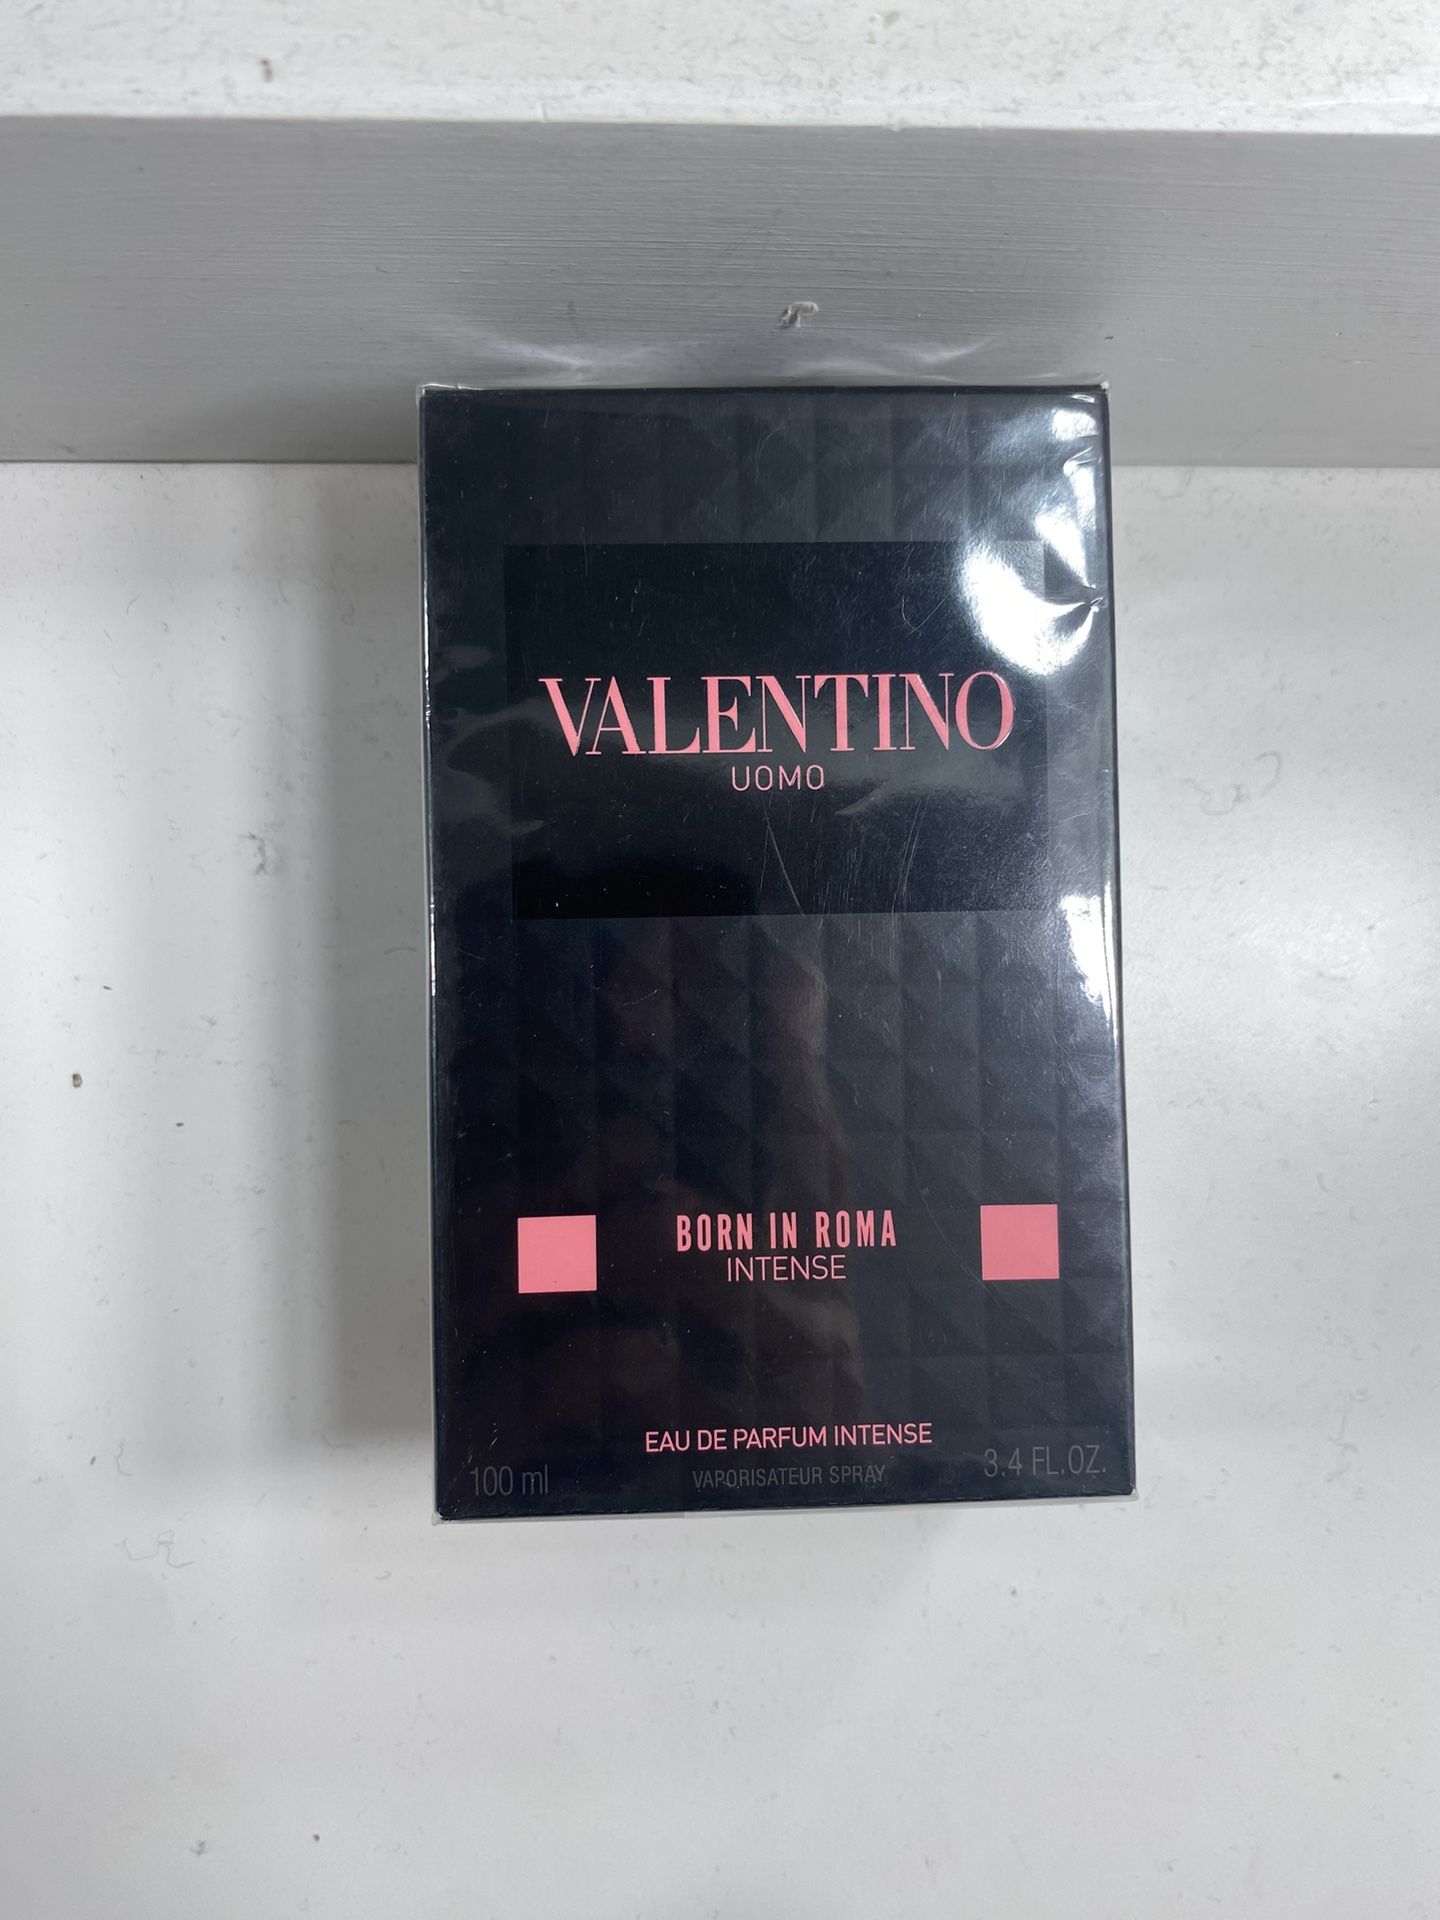 VALENTINO
UOMO
BORN IN ROMA
INTENSE
EAU DE PARFUM INTENSE
100 ml VAPORISATEUR SPRAY 3.4 FL.OZ.